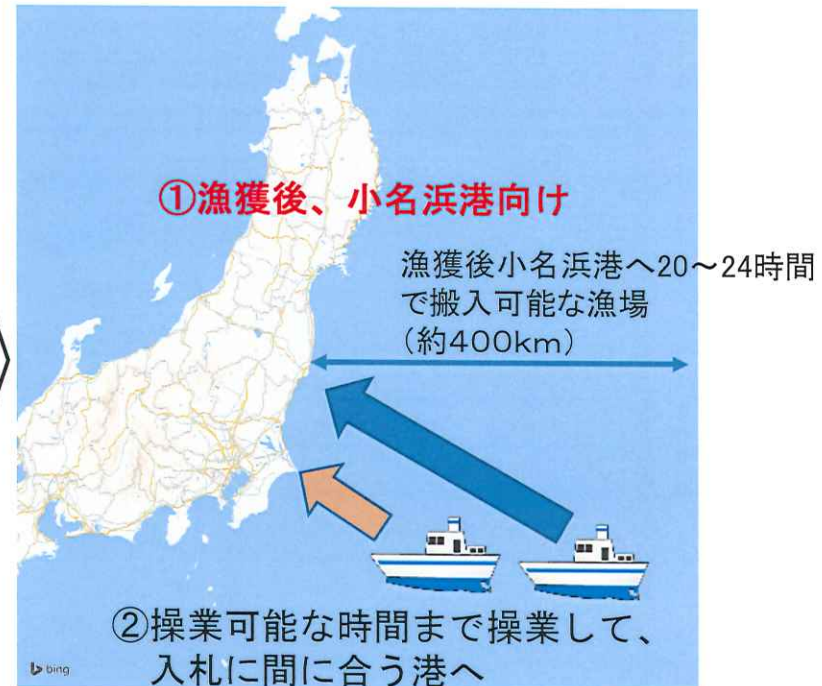 ①漁獲後、小名浜港向け
漁獲後小名浜港へ20～24時間
で搬入可能な漁場
（約400km）
②操業可能な時間まで操業して、
入札に間に合う港へ
bing